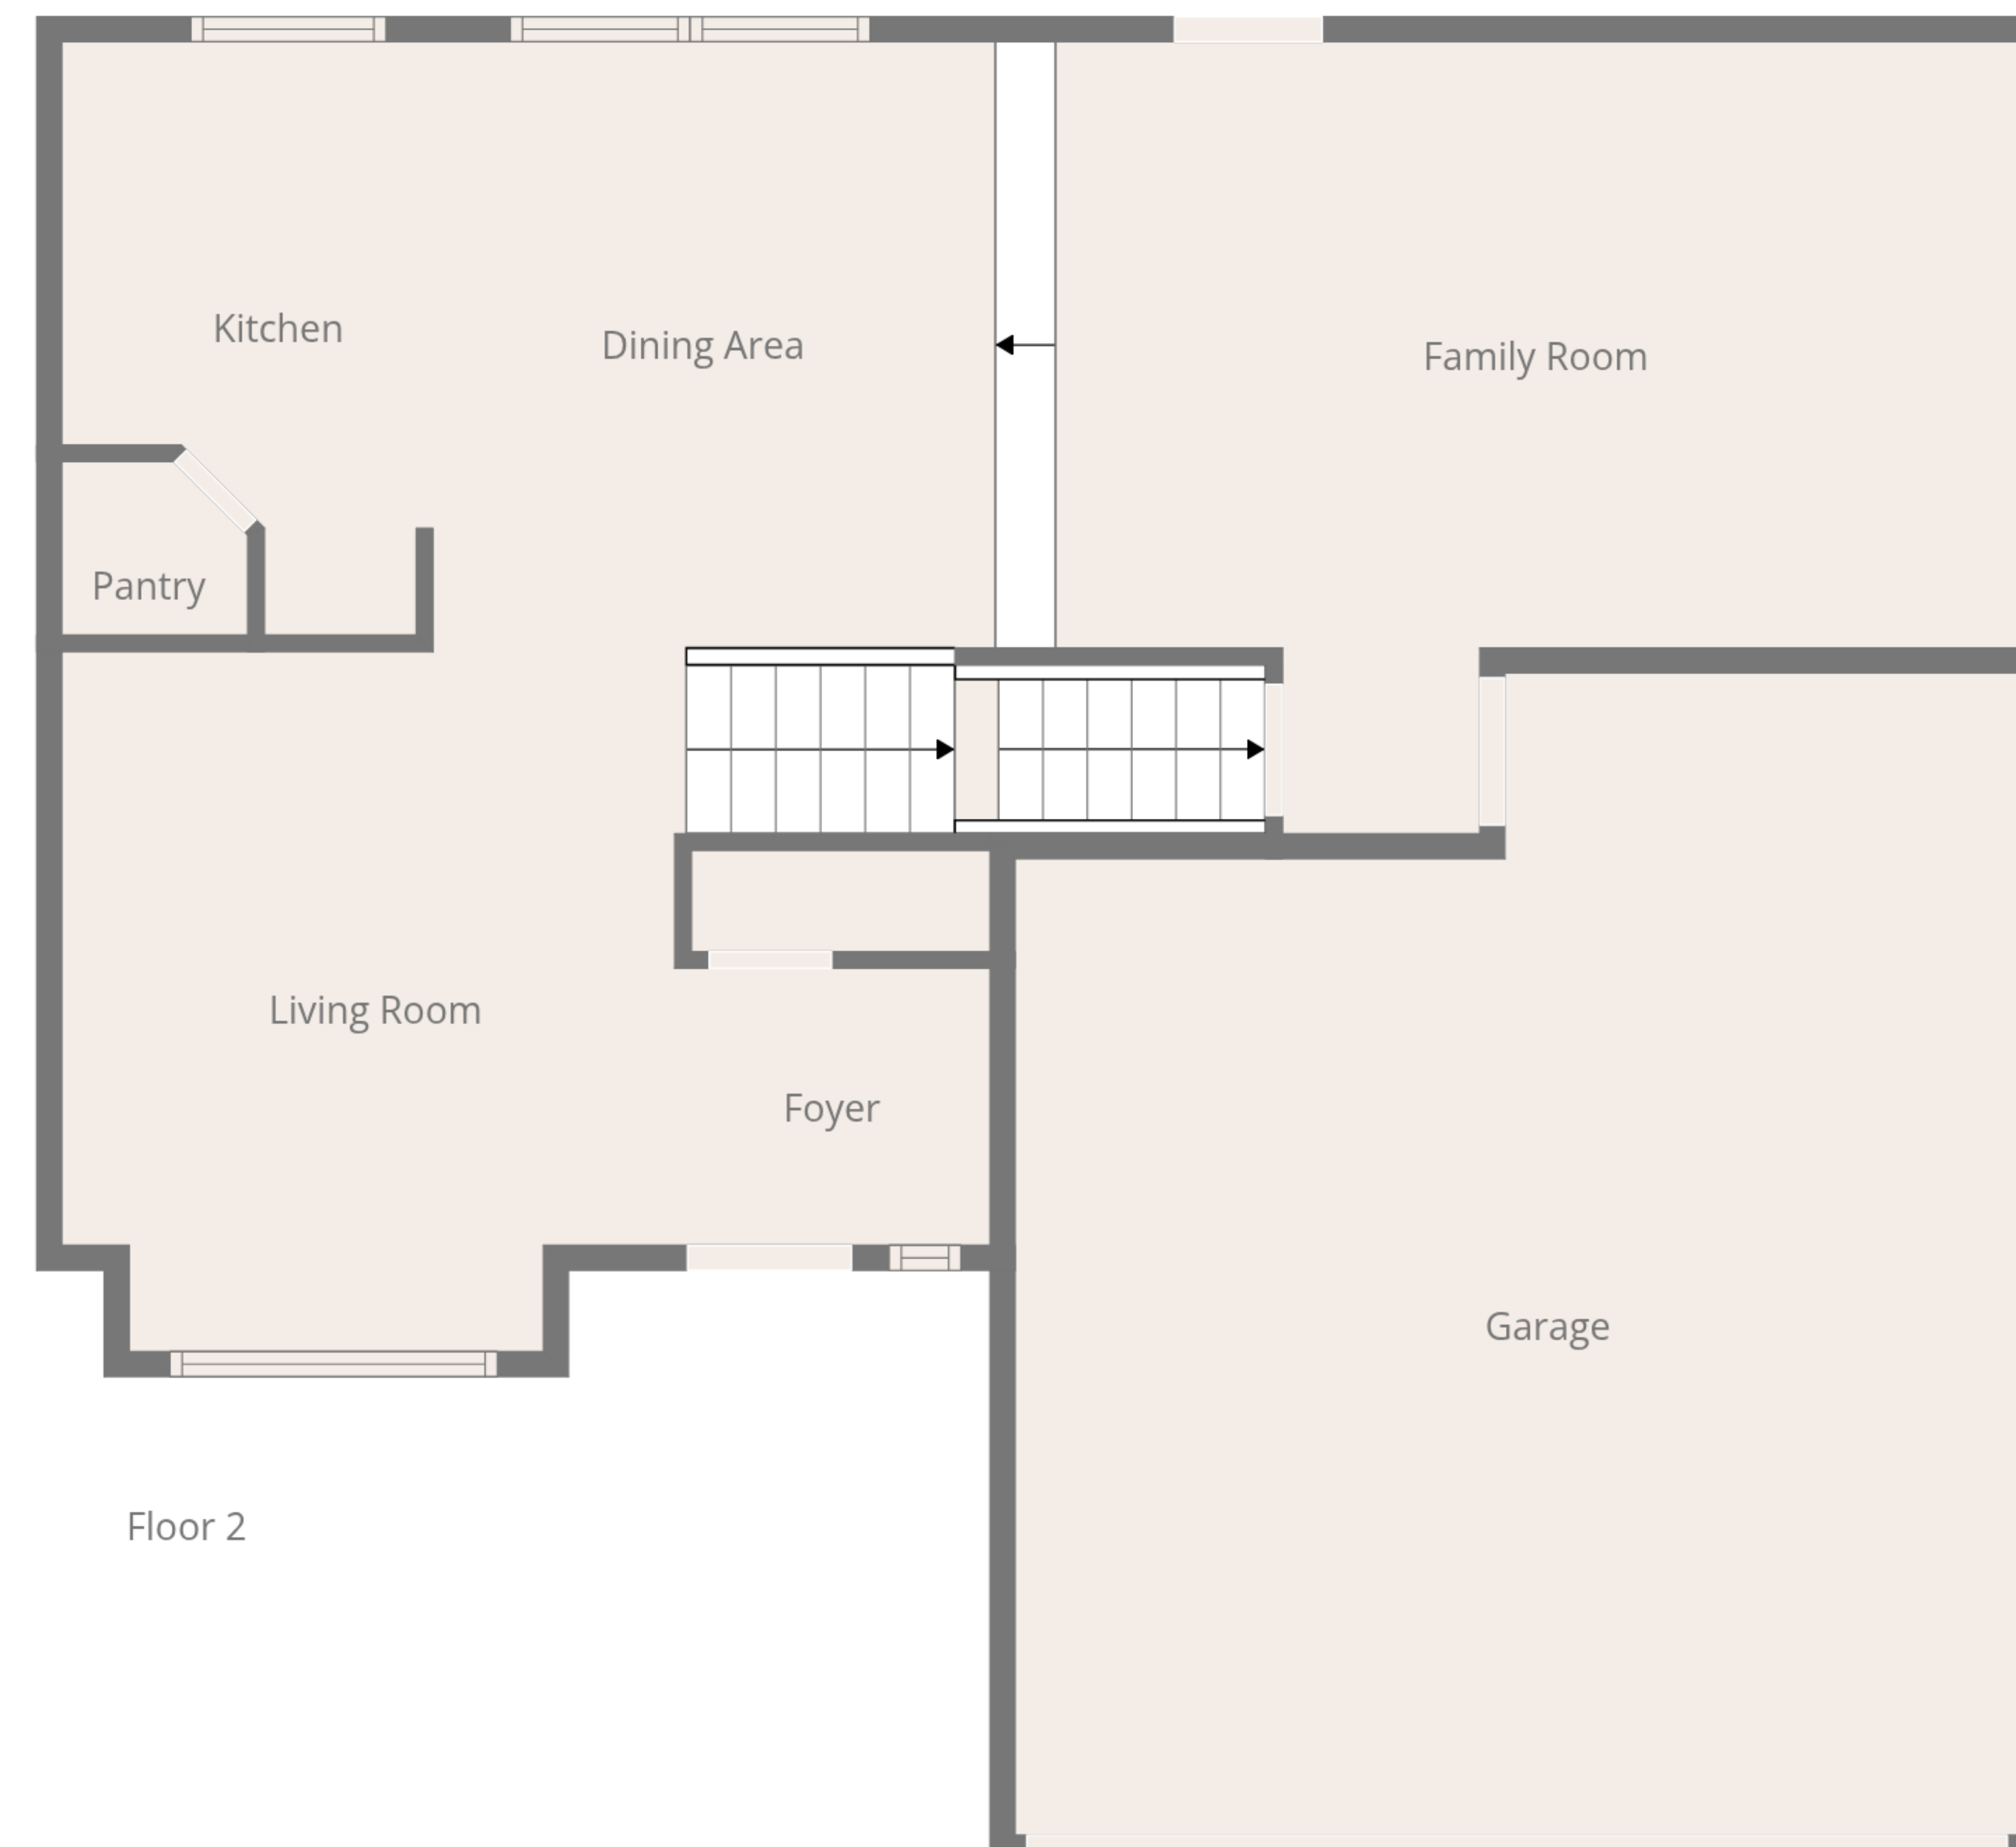 Kitchen
Dining Area
Family Room
Pantry
Living Room
Foyer
Garage
Floor 2